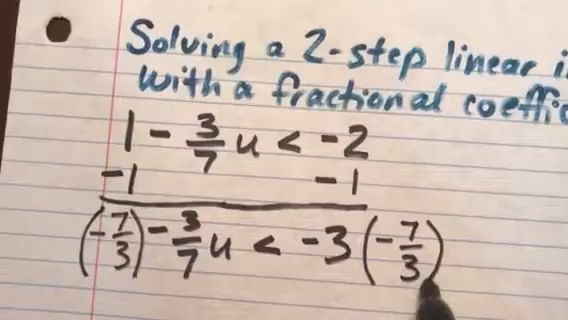 Solving a 2-step linear
with a fractional
1 - 3/7 u < -2
-1 -1
(-7/3) - 3/7 u < -3 (-7/3)